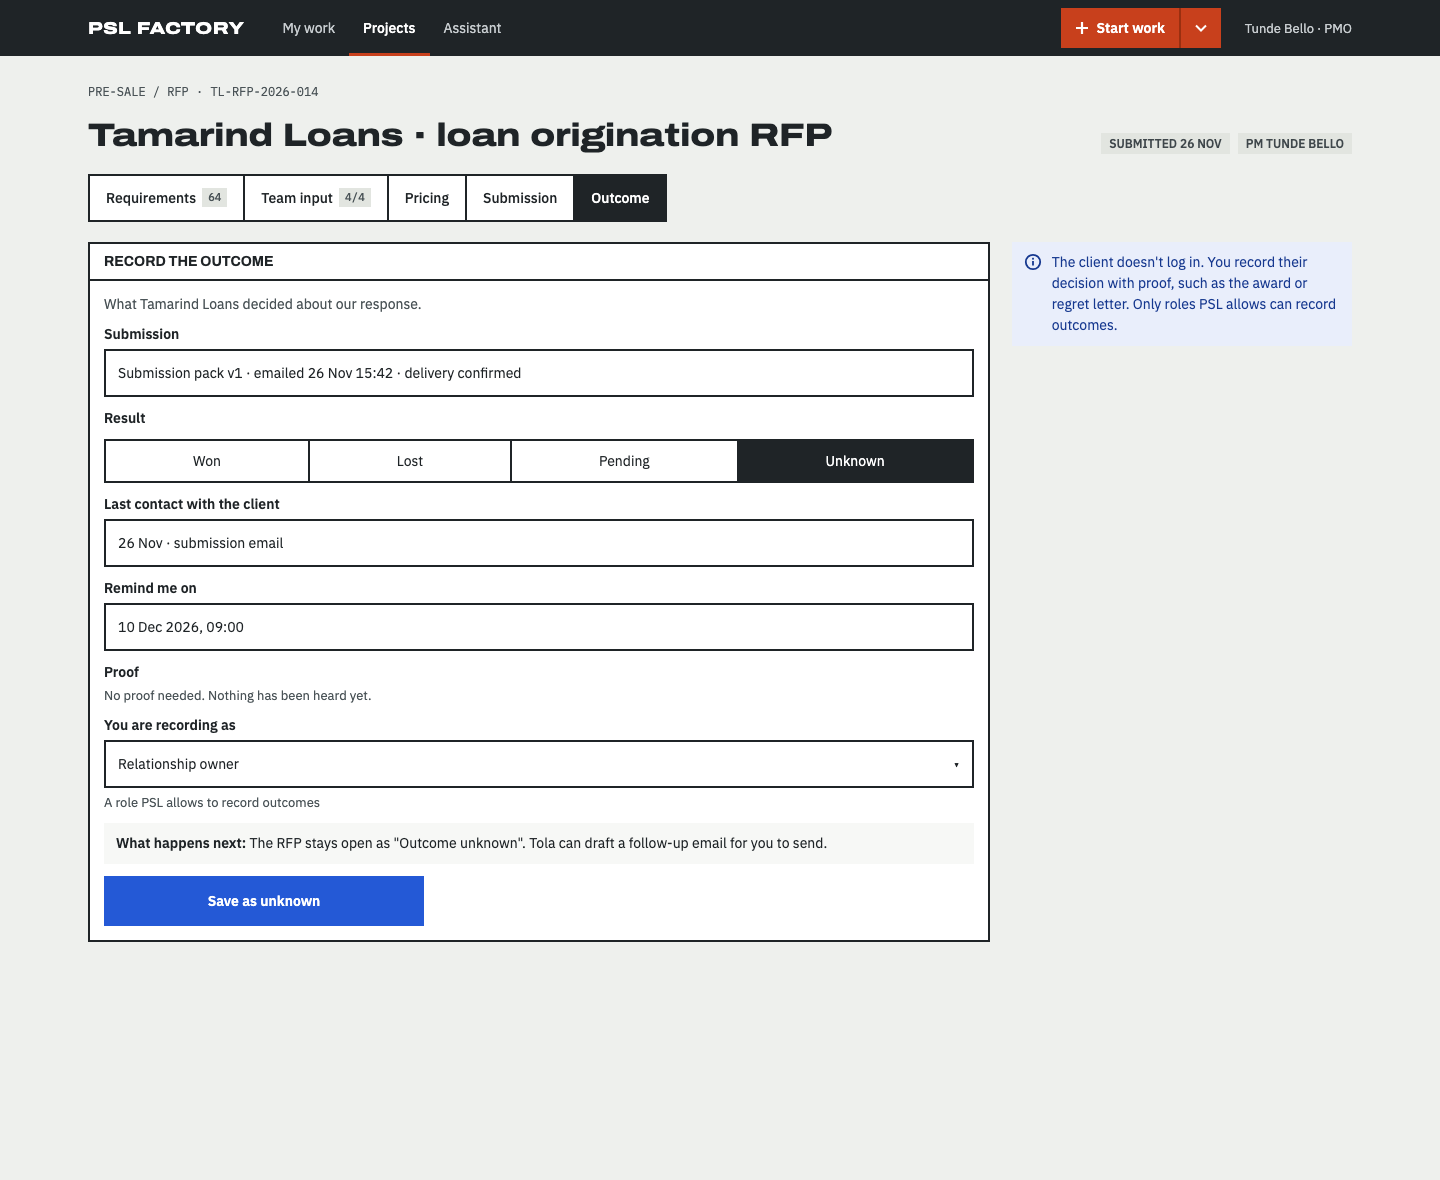 PSL FACTORY
My work
Projects
Assistant
Start work
Tunde Bello · PMO
PRE-SALE / RFP · TL-RFP-2026-014
Tamarind Loans · loan origination RFP
SUBMITTED 26 NOV
PM TUNDE BELLO
Requirements 64
Team input 4/4
Pricing
Submission
Outcome
RECORD THE OUTCOME
What Tamarind Loans decided about our response.
Submission
Submission pack v1 · emailed 26 Nov 15:42 · delivery confirmed
Result
Won
Lost
Pending
Unknown
Last contact with the client
26 Nov · submission email
Remind me on
10 Dec 2026, 09:00
Proof
No proof needed. Nothing has been heard yet.
You are recording as
Relationship owner
A role PSL allows to record outcomes
What happens next: The RFP stays open as "Outcome unknown". Tola can draft a follow-up email for you to send.
Save as unknown
The client doesn't log in. You record their
decision with proof, such as the award or
regret letter. Only roles PSL allows can record
outcomes.